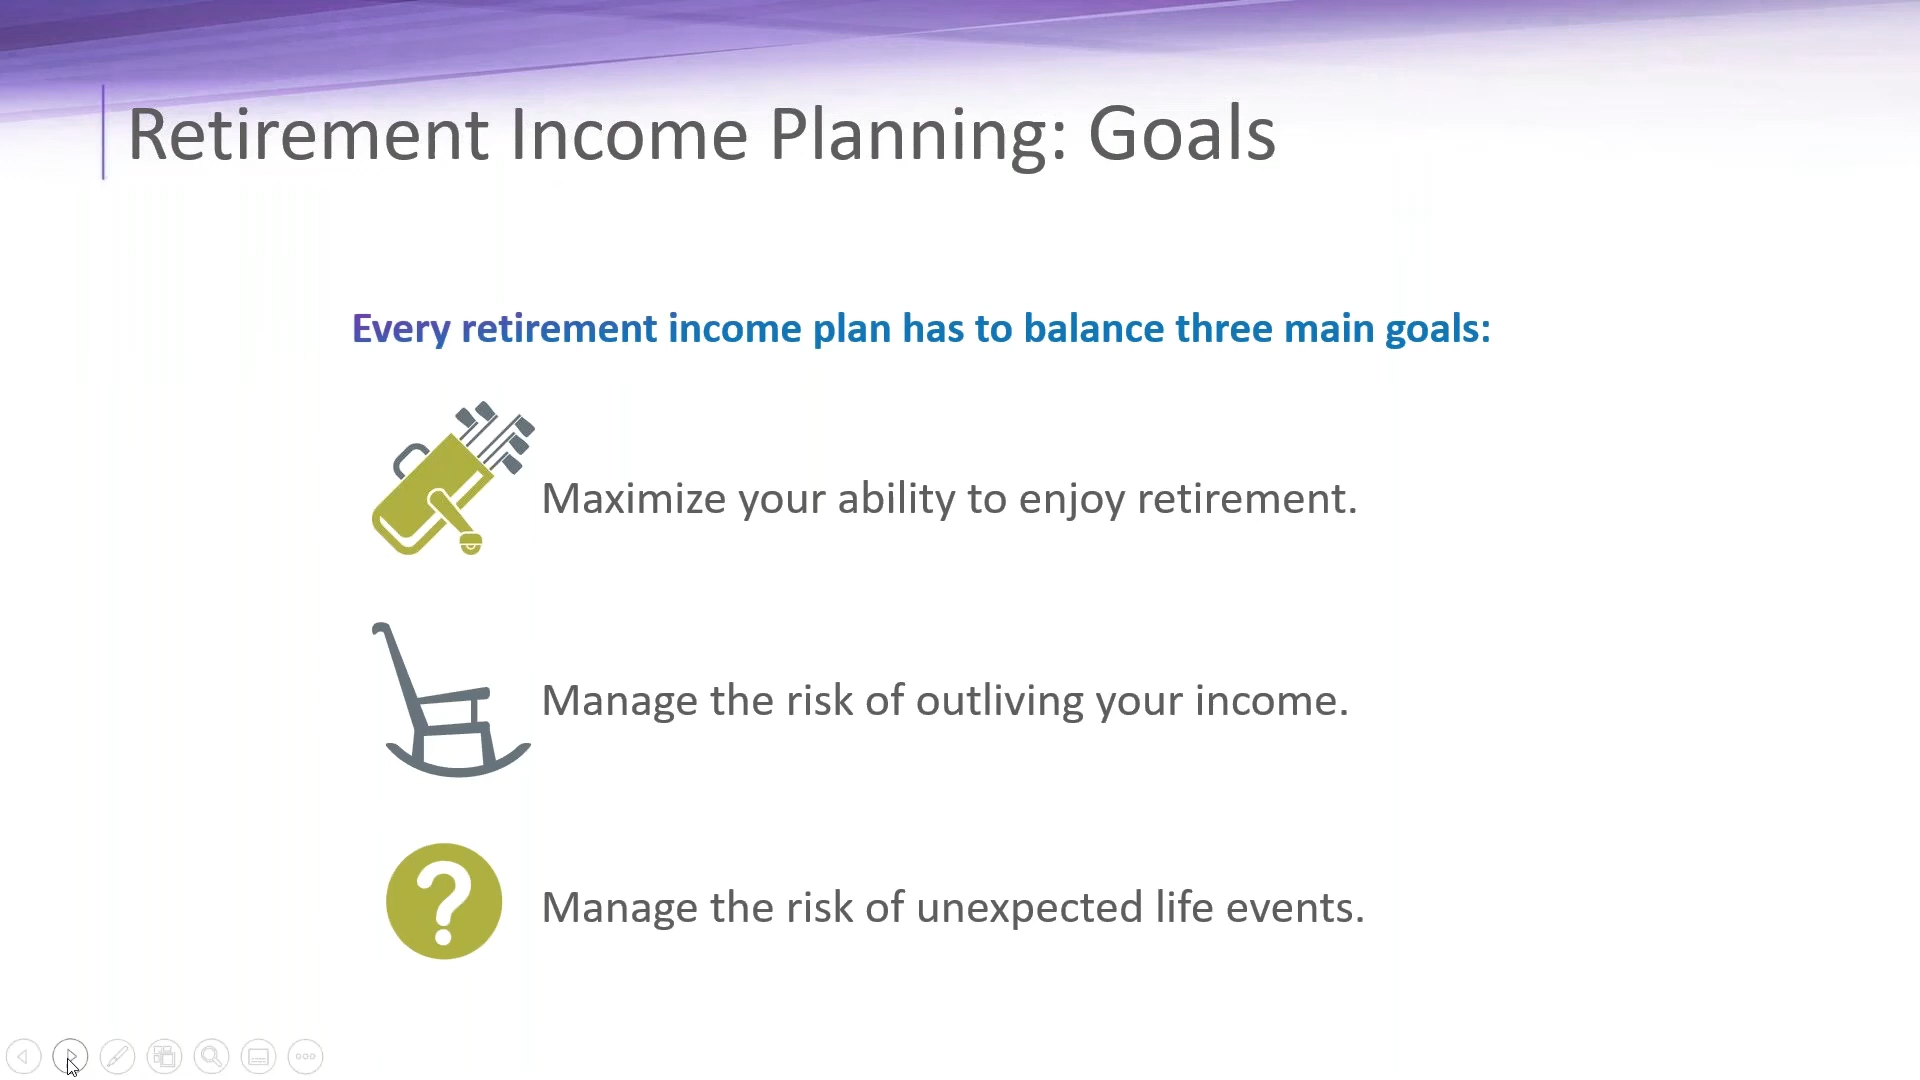 Retirement Income Planning: Goals
Every retirement income plan has to balance three main goals:
Maximize your ability to enjoy retirement.
Manage the risk of outliving your income.
?
Manage the risk of unexpected life events.